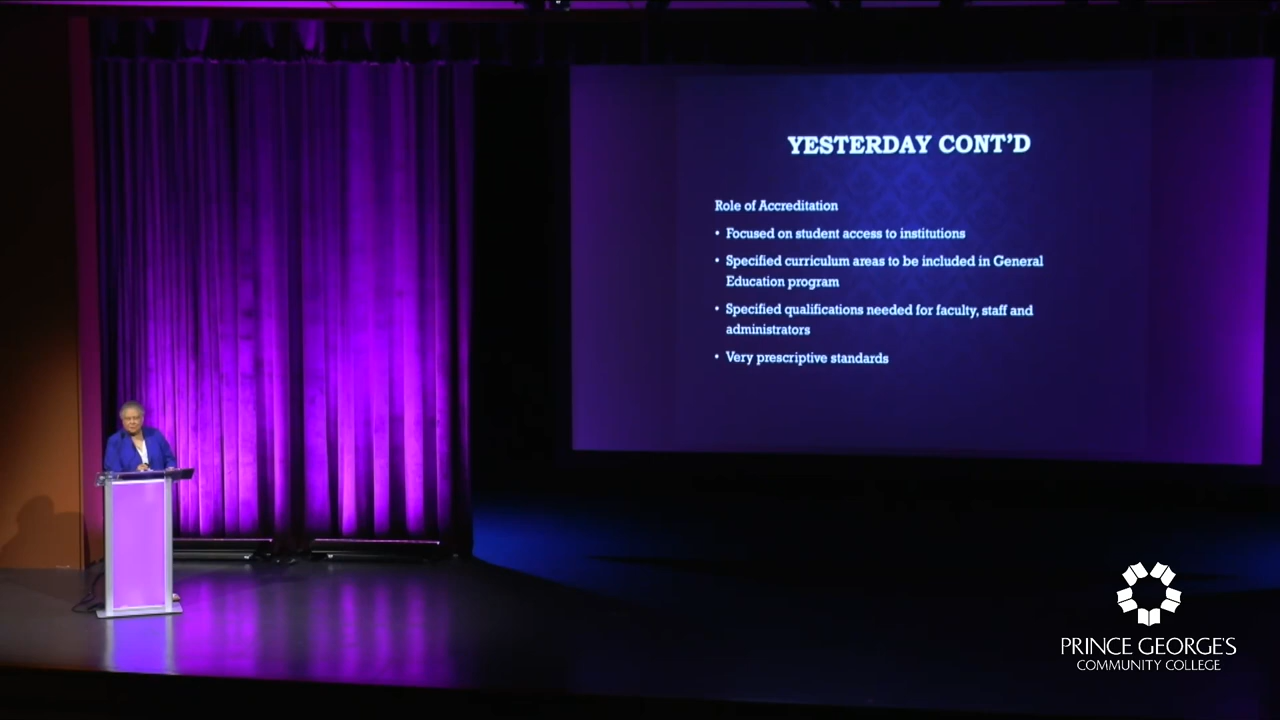 YESTERDAY CONT'D
Role of Accreditation
• Focused on student access to institutions
• Specified curriculum areas to be included in General
Education program
• Specified qualifications needed for faculty, staff and
administrators
• Very prescriptive standards
PRINCE GEORGE'S
COMMUNITY COLLEGE